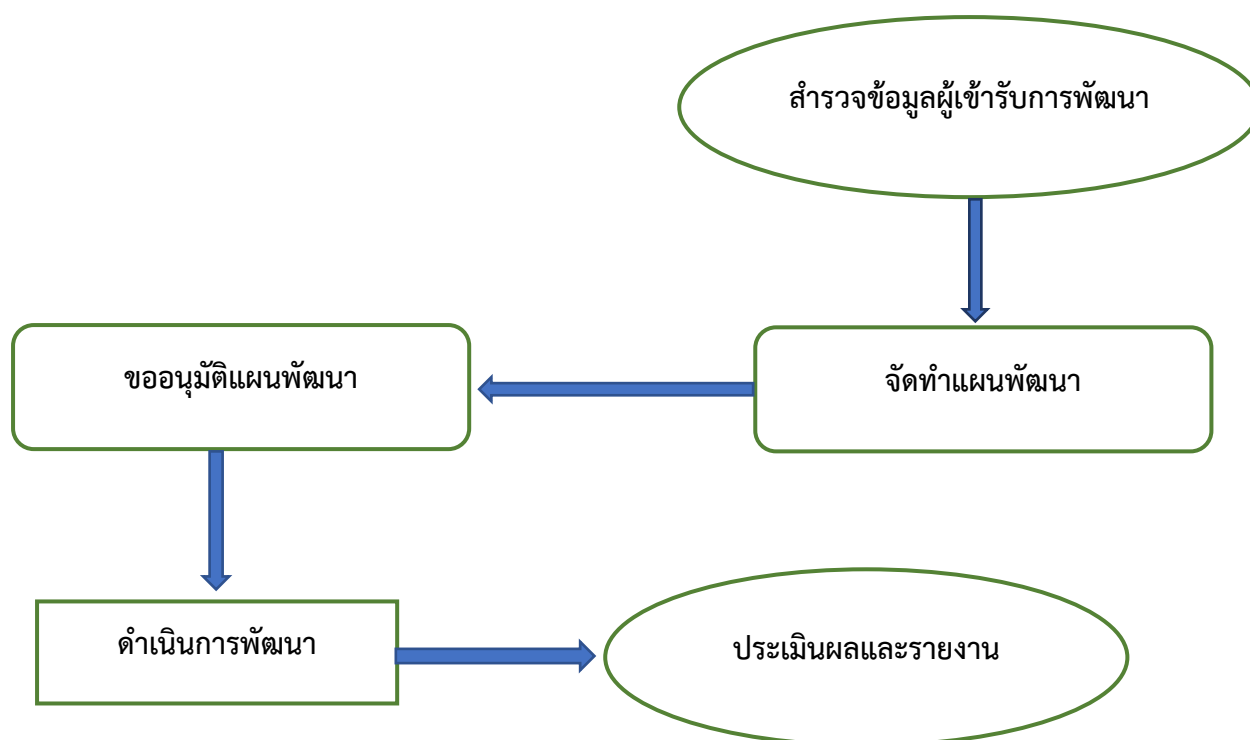 สำรวจข้อมูลผู้เข้ารับการพัฒนา
จัดทำแผนพัฒนา
ขออนุมัติแผนพัฒนา
ดำเนินการพัฒนา
ประเมินผลและรายงาน